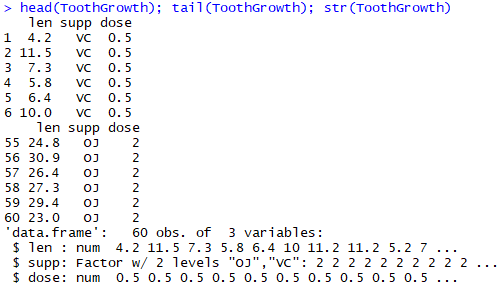 > head(ToothGrowth); tail(ToothGrowth); str(ToothGrowth)
   len supp dose
1  4.2   VC  0.5
2 11.5   VC  0.5
3  7.3   VC  0.5
4  5.8   VC  0.5
5  6.4   VC  0.5
6 10.0   VC  0.5
    len supp dose
55 24.8   OJ    2
56 30.9   OJ    2
57 26.4   OJ    2
58 27.3   OJ    2
59 29.4   OJ    2
60 23.0   OJ    2
'data.frame':   60 obs. of  3 variables:
 $ len : num  4.2 11.5 7.3 5.8 6.4 10 11.2 11.2 5.2 7 ...
 $ supp: Factor w/ 2 levels "OJ","VC": 2 2 2 2 2 2 2 2 2 2 ...
 $ dose: num  0.5 0.5 0.5 0.5 0.5 0.5 0.5 0.5 0.5 0.5 ...